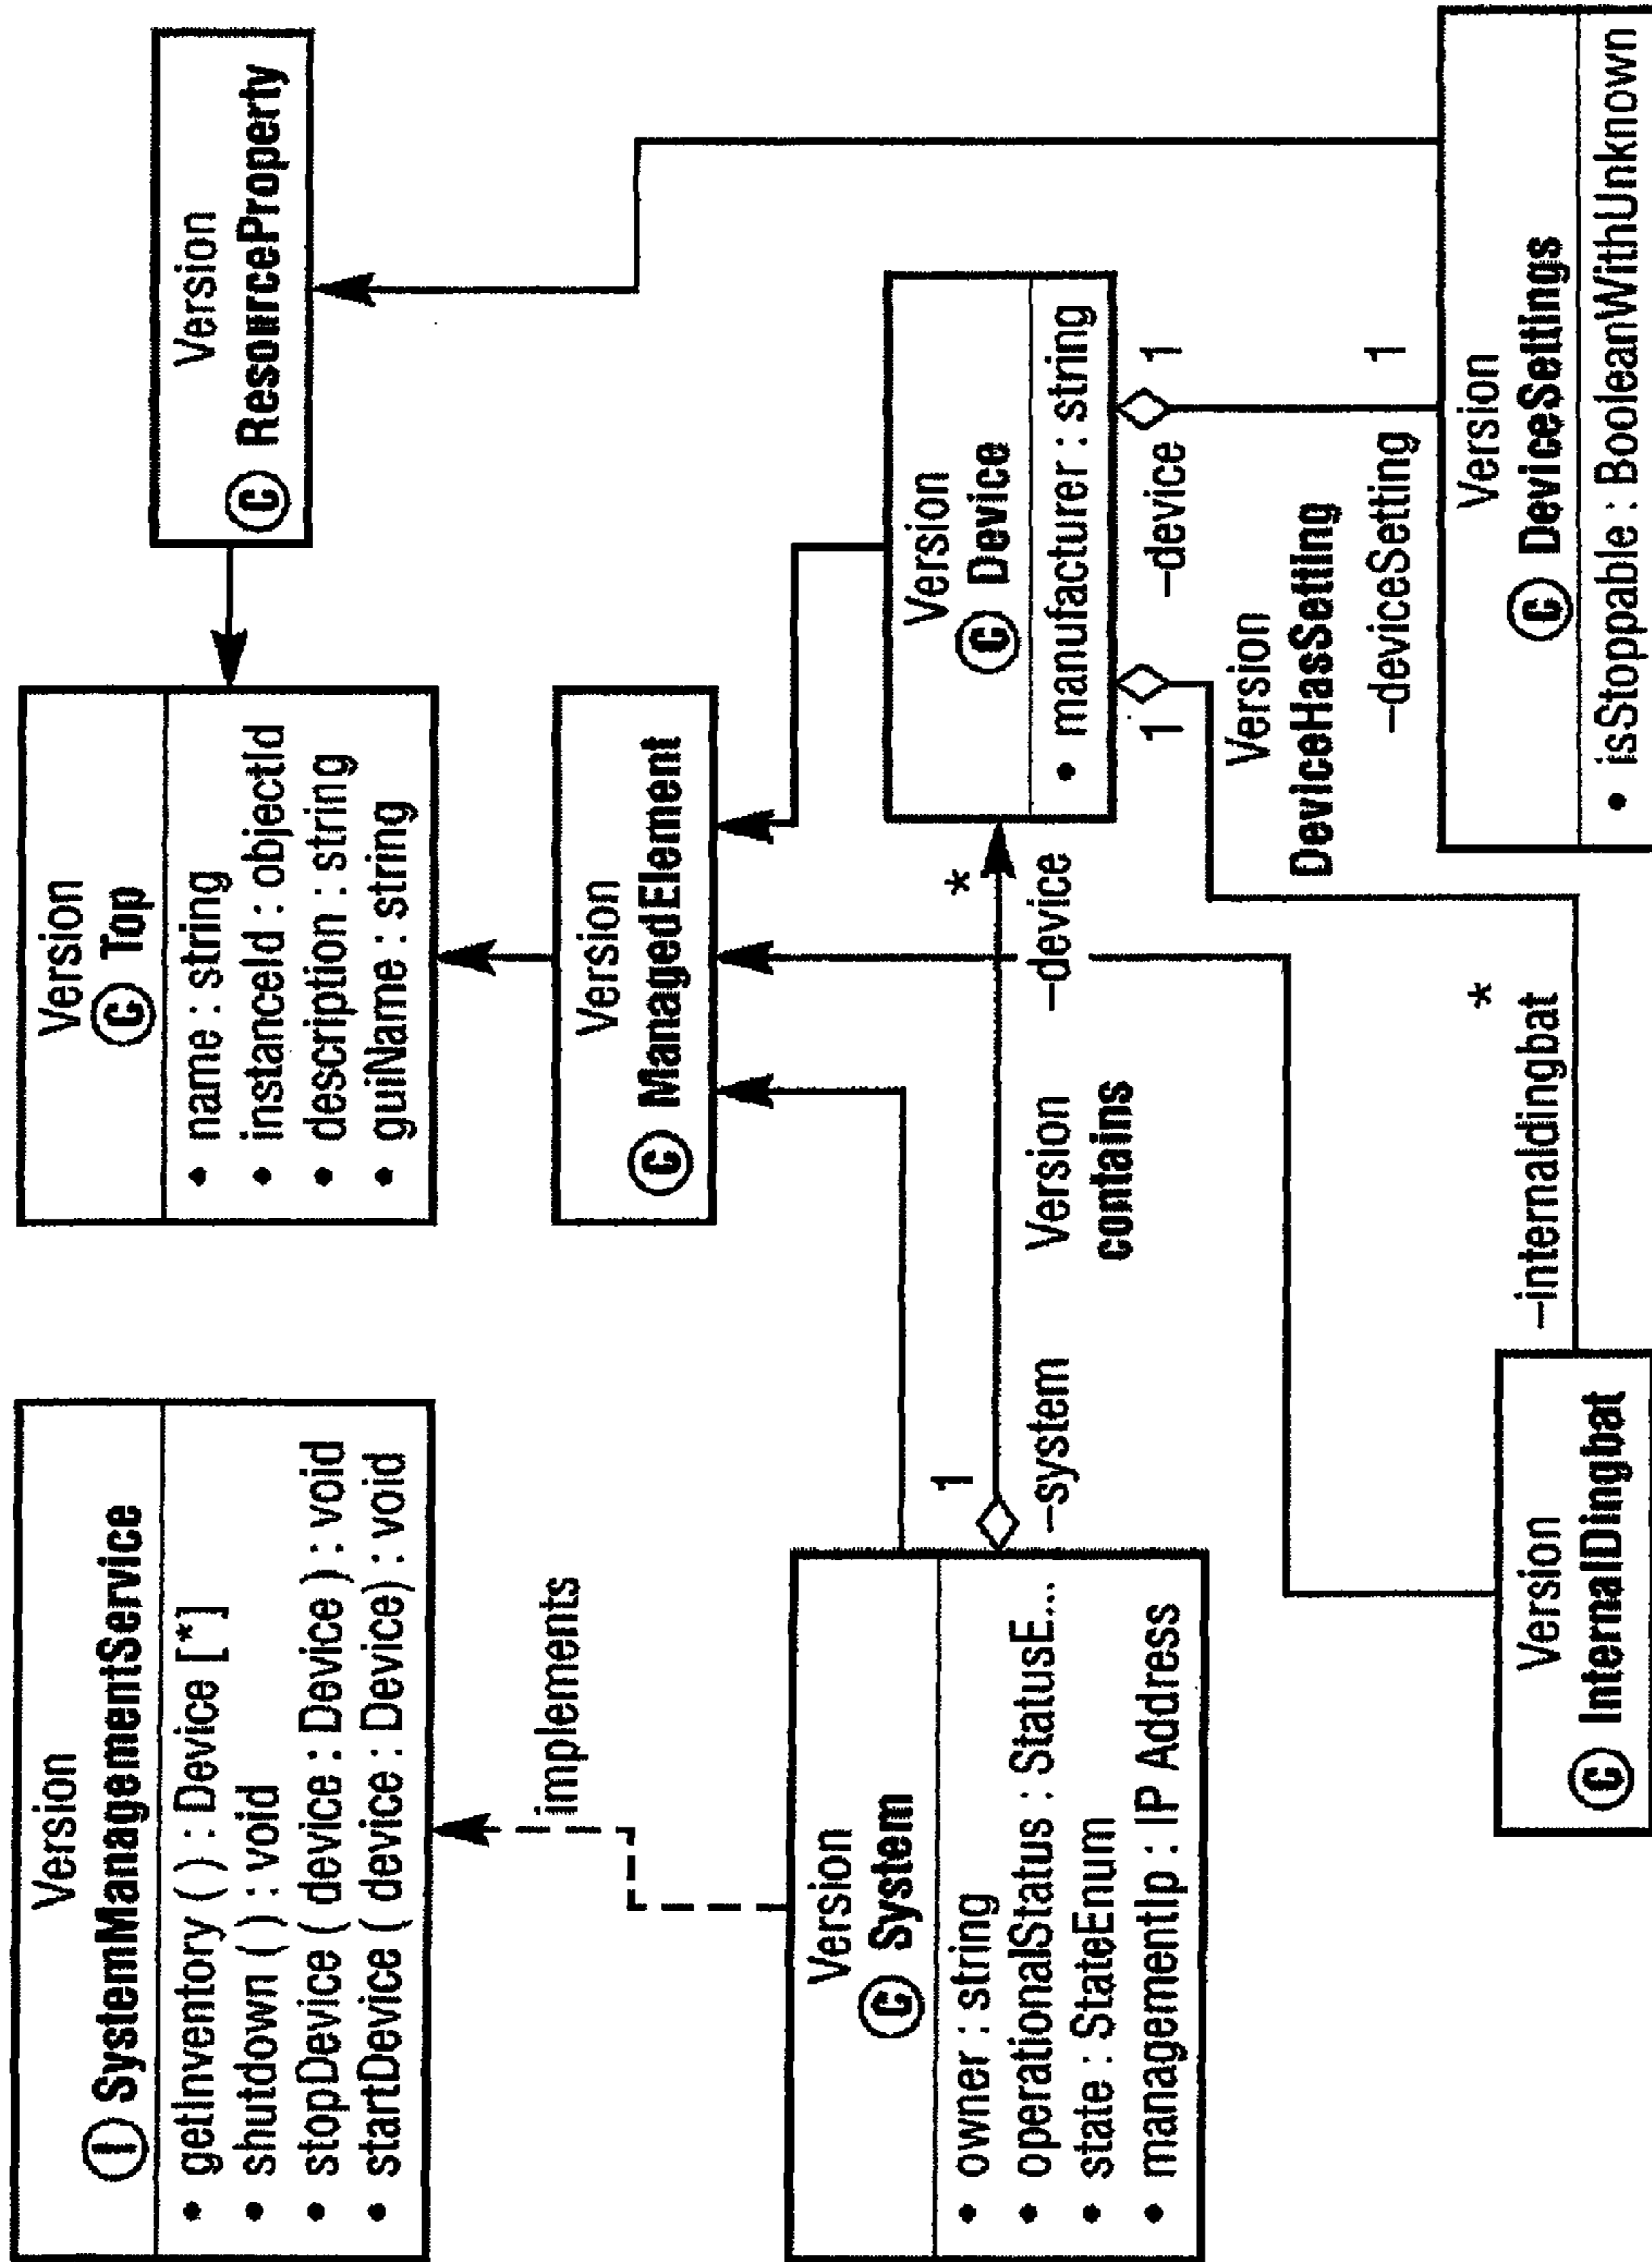 Version
I SystemManagementService
• getInventory ( ) : Device [*]
• shutdown ( ) : void
• stopDevice ( device : Device ) : void
• startDevice ( device : Device) : void
Version
C Top
• name : string
• instanceId : objectId
• description : string
• guiName : string
Version
C ResourceProperty
implements
Version
C ManagedElement
Version
C System
• owner : string
• operationalStatus : StatusE...
• state : StateEnum
• managementIp : IP Address
1
–system
Version
contains
*
–device
Version
C Device
• manufacturer : string
1
–device
1
Version
DeviceHasSetting
–deviceSetting
1
Version
C InternalDingbat
–internaldingbat
*
Version
C DeviceSettings
• isStoppable : BooleanWithUnknown